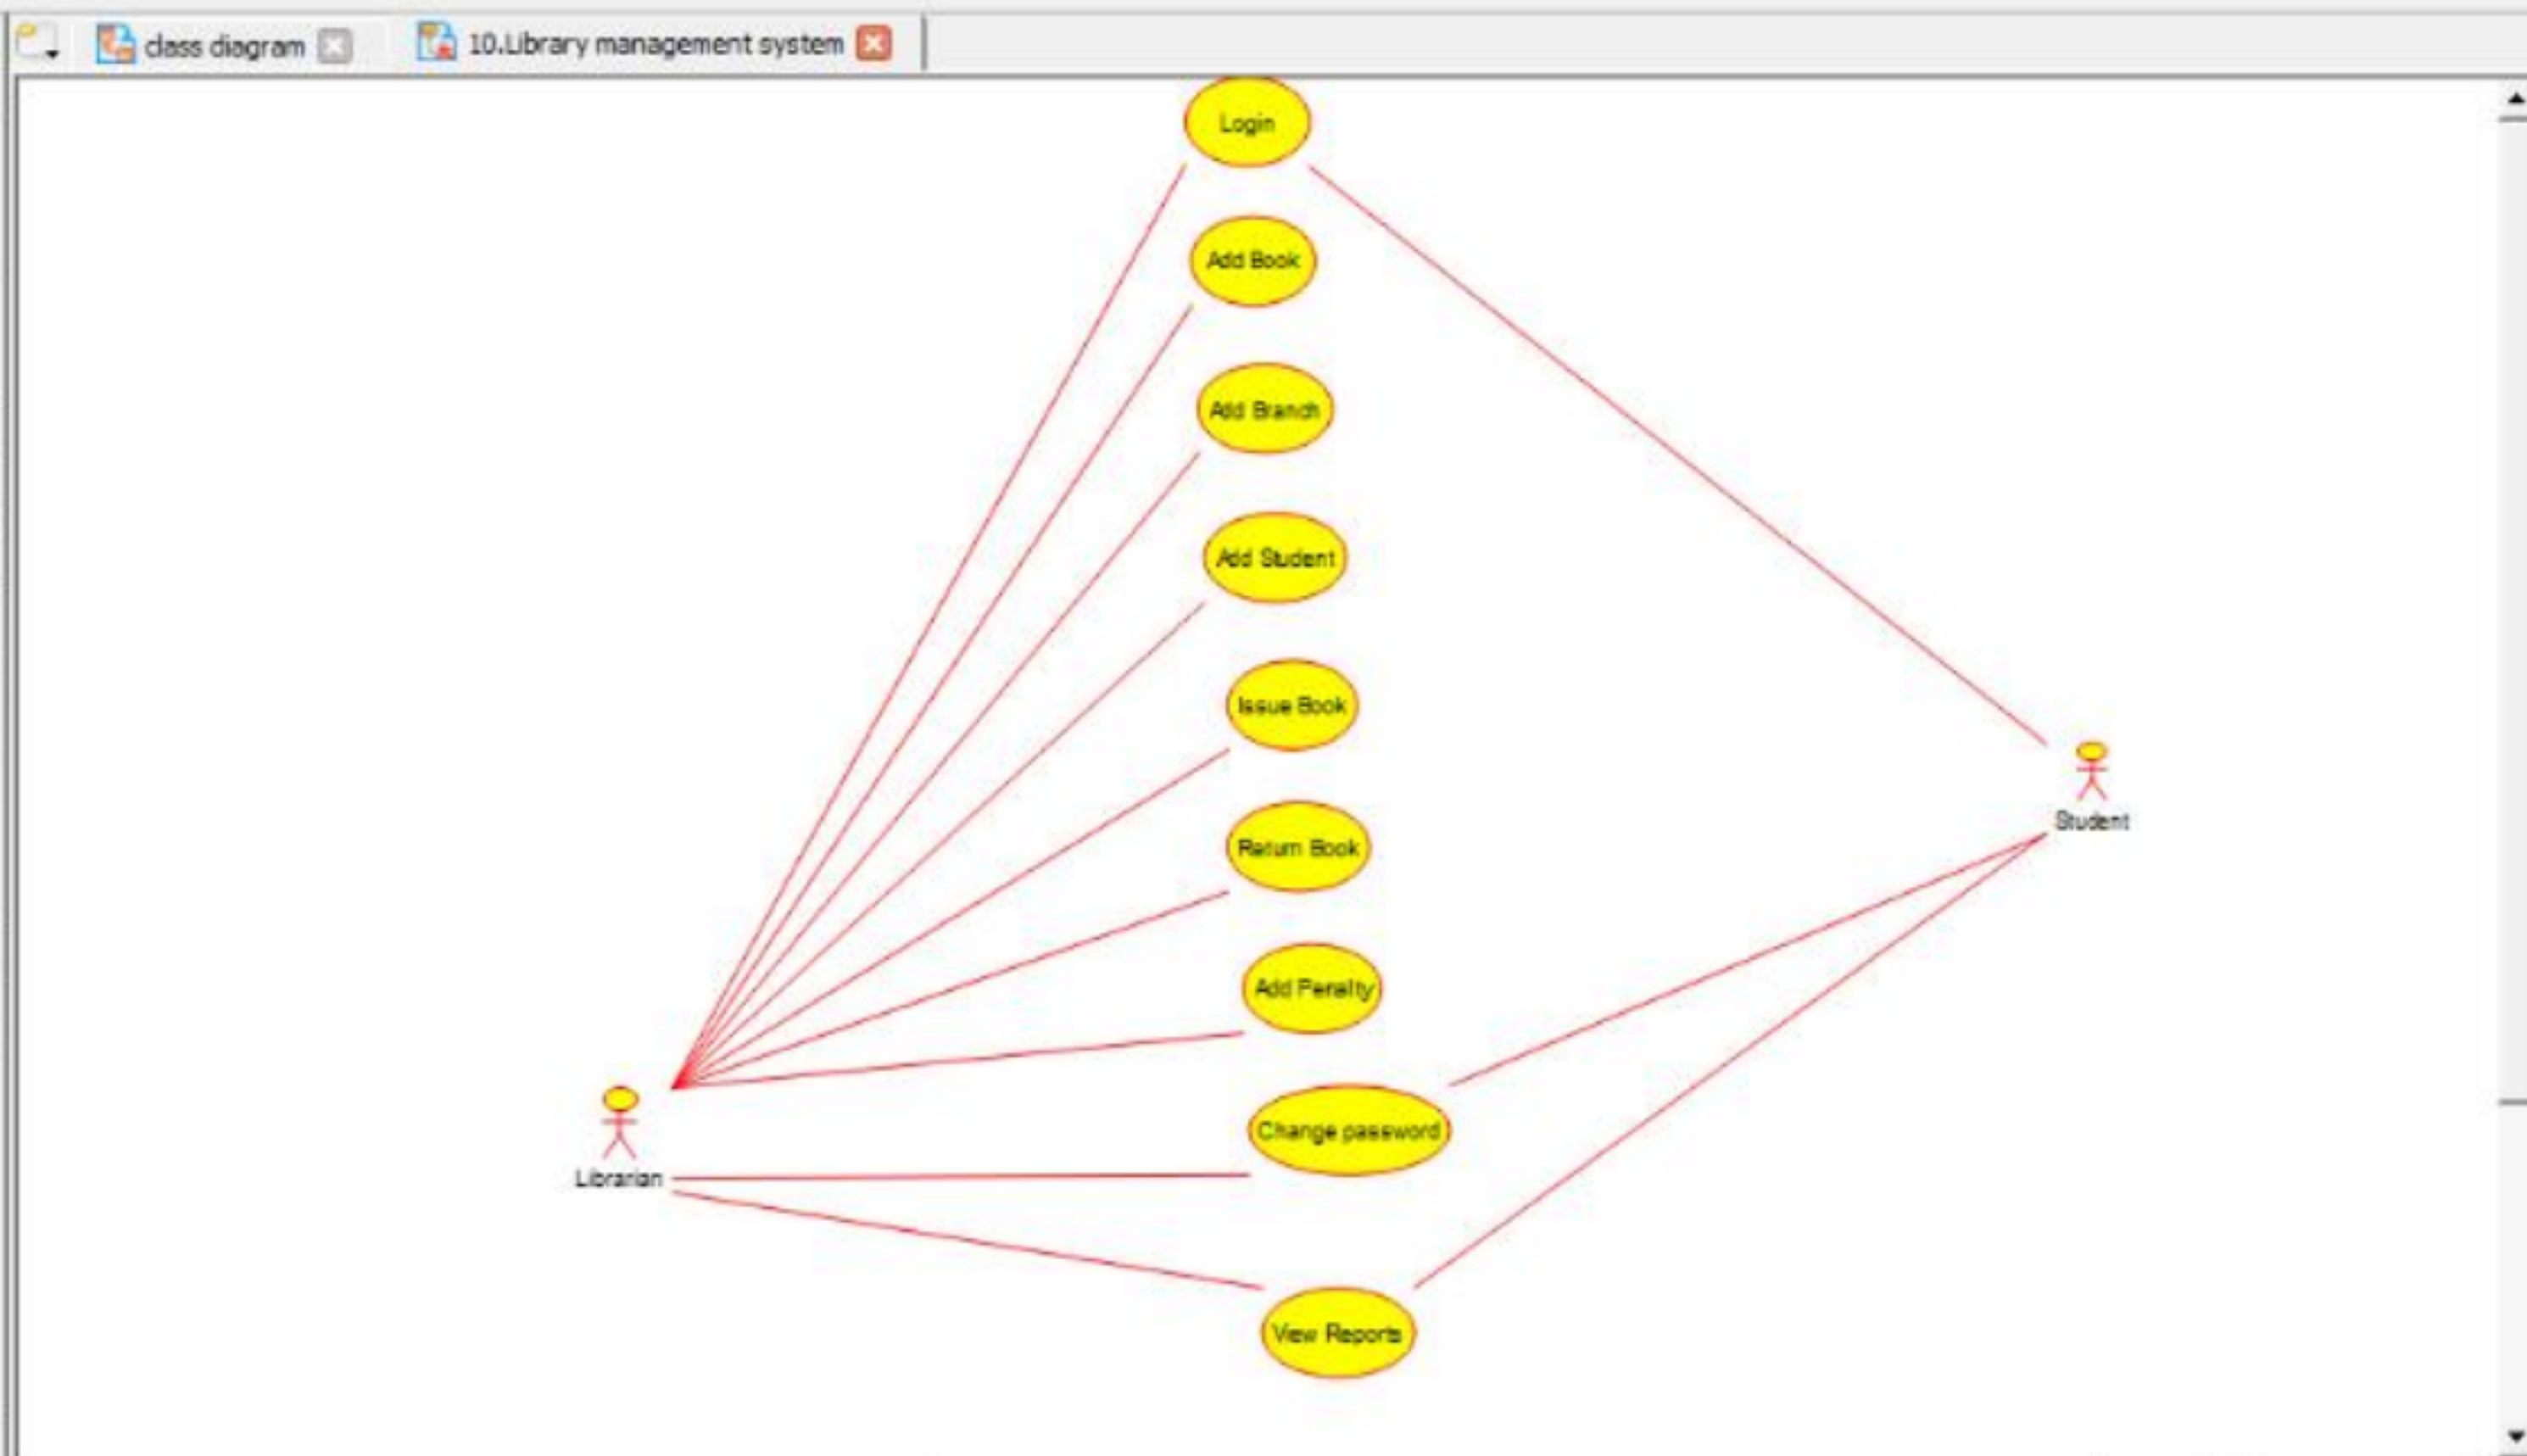 class diagram
10.Library management system
Login
Add Book
Add Branch
Add Student
Issue Book
Return Book
Student
Add Penalty
Change password
Librarian
View Reports